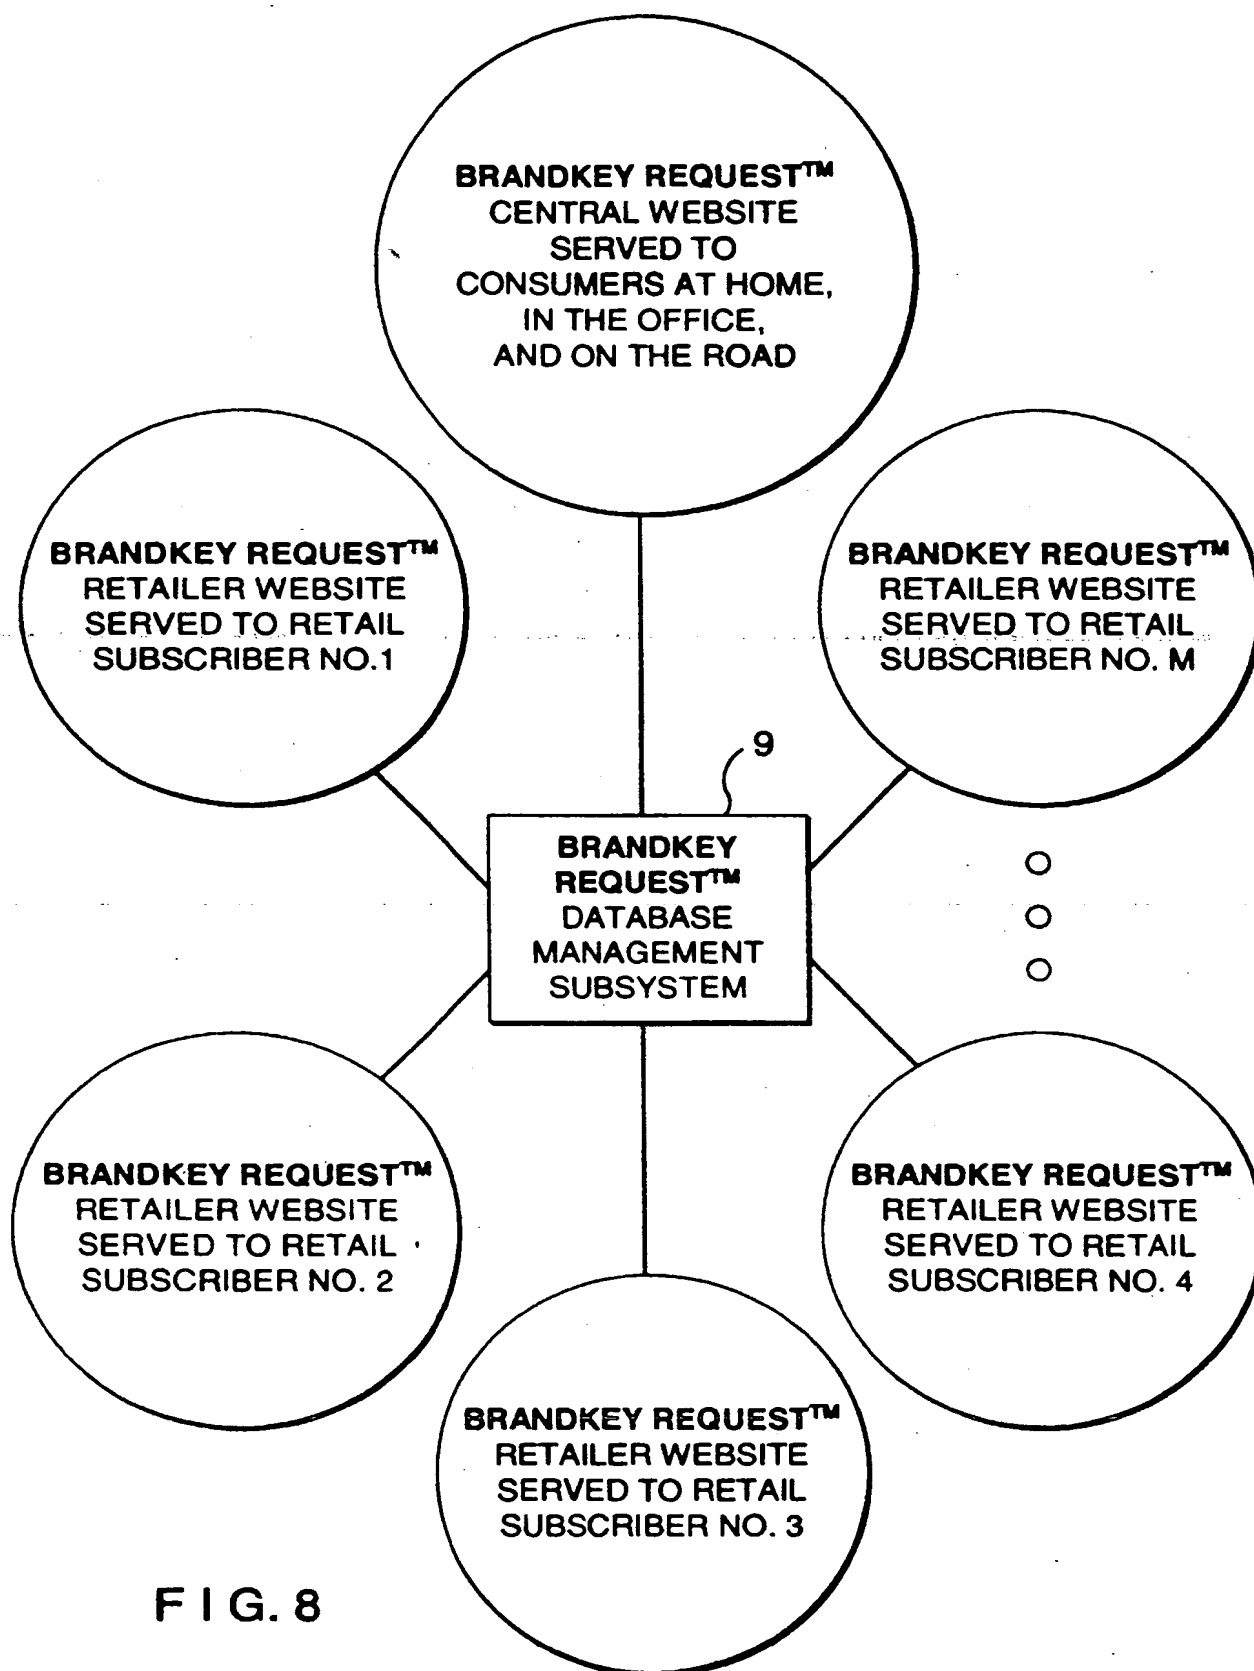 BRANDKEY REQUEST™
CENTRAL WEBSITE
SERVED TO
CONSUMERS AT HOME,
IN THE OFFICE,
AND ON THE ROAD
BRANDKEY REQUEST™
RETAILER WEBSITE
SERVED TO RETAIL
SUBSCRIBER NO.1
BRANDKEY REQUEST™
RETAILER WEBSITE
SERVED TO RETAIL
SUBSCRIBER NO. M
9
BRANDKEY
REQUEST™
DATABASE
MANAGEMENT
SUBSYSTEM
BRANDKEY REQUEST™
RETAILER WEBSITE
SERVED TO RETAIL
SUBSCRIBER NO. 2
BRANDKEY REQUEST™
RETAILER WEBSITE
SERVED TO RETAIL
SUBSCRIBER NO. 4
BRANDKEY REQUEST™
RETAILER WEBSITE
SERVED TO RETAIL
SUBSCRIBER NO. 3
FIG. 8